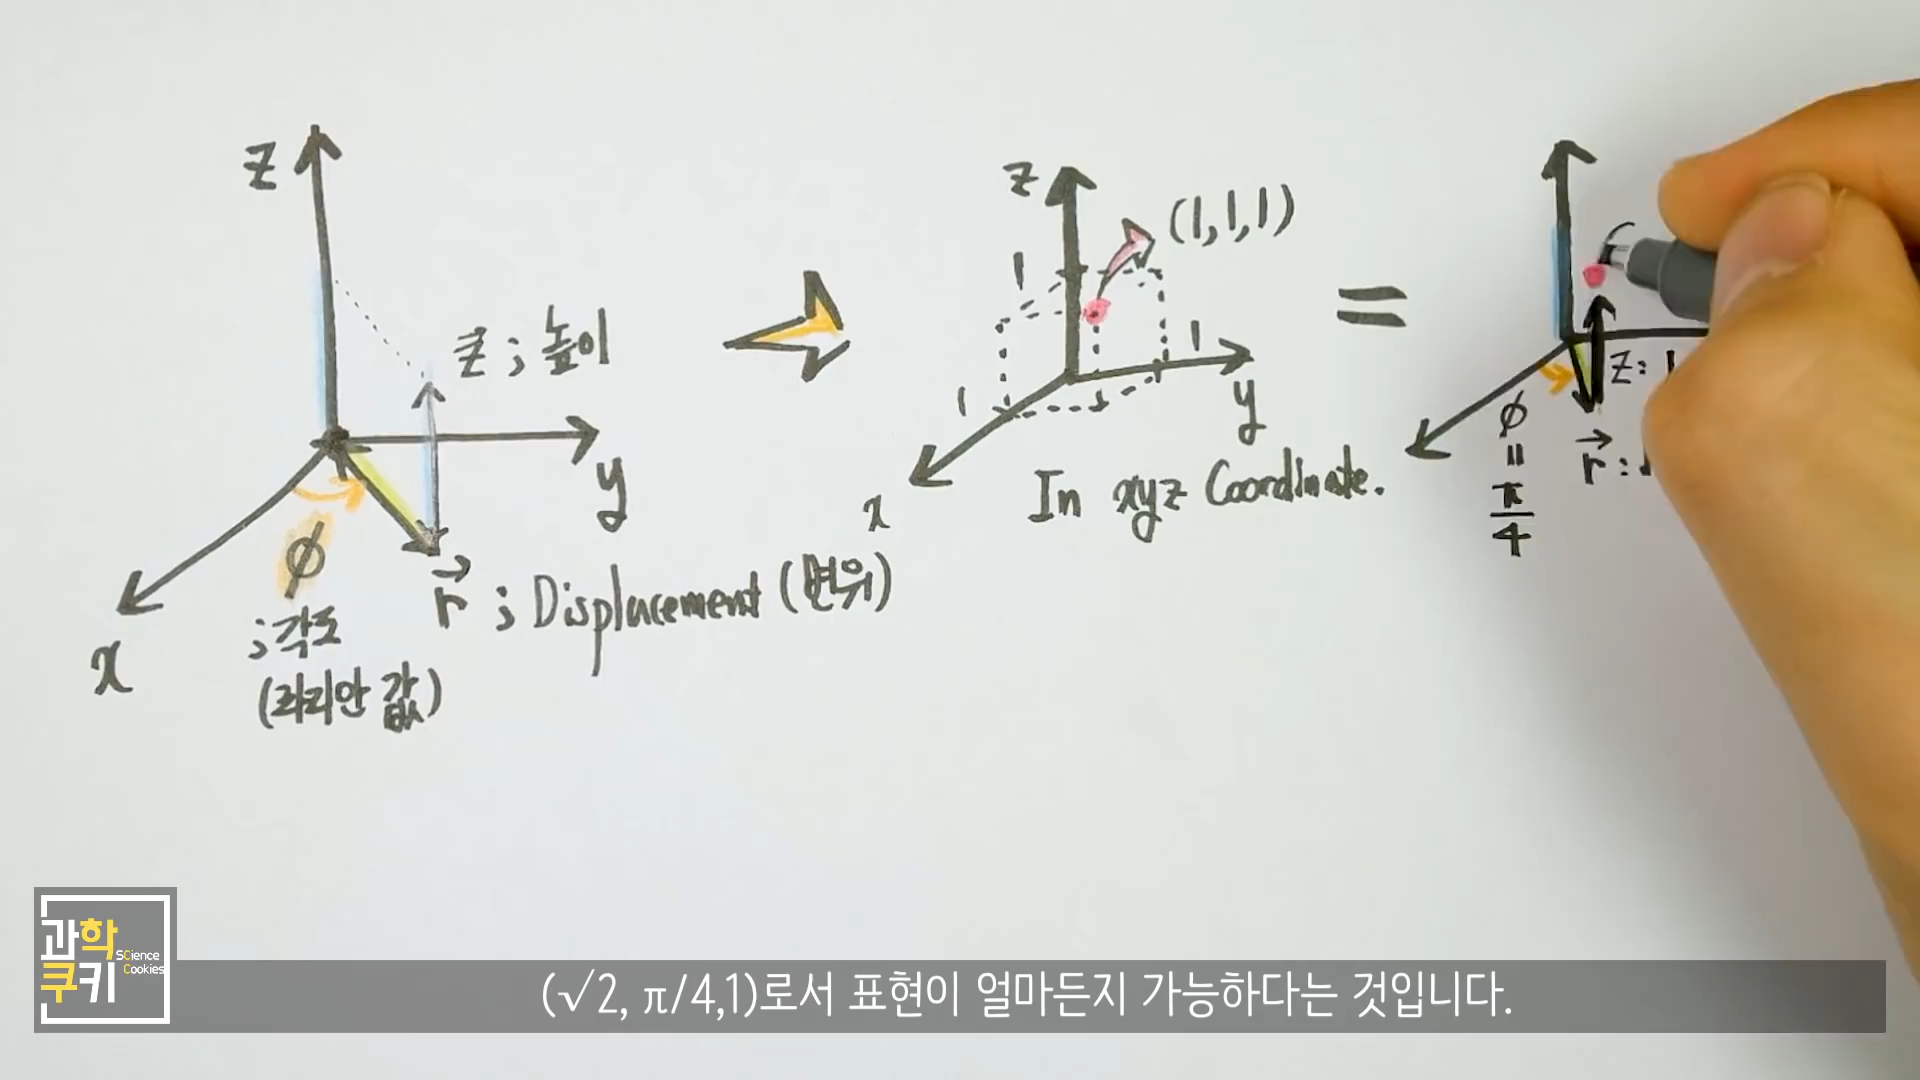 z
z ; 높이
y
x
ϕ
; 각도
(라디안 값)
r ; Displacement (변위)
z
(1,1,1)
1
1
1
y
x
In xyz Coordinate.
=
(
z: 1
ϕ
=
π
4
r :
과학
쿠키
SCience
Cookies
(√2, π/4,1)로서 표현이 얼마든지 가능하다는 것입니다.